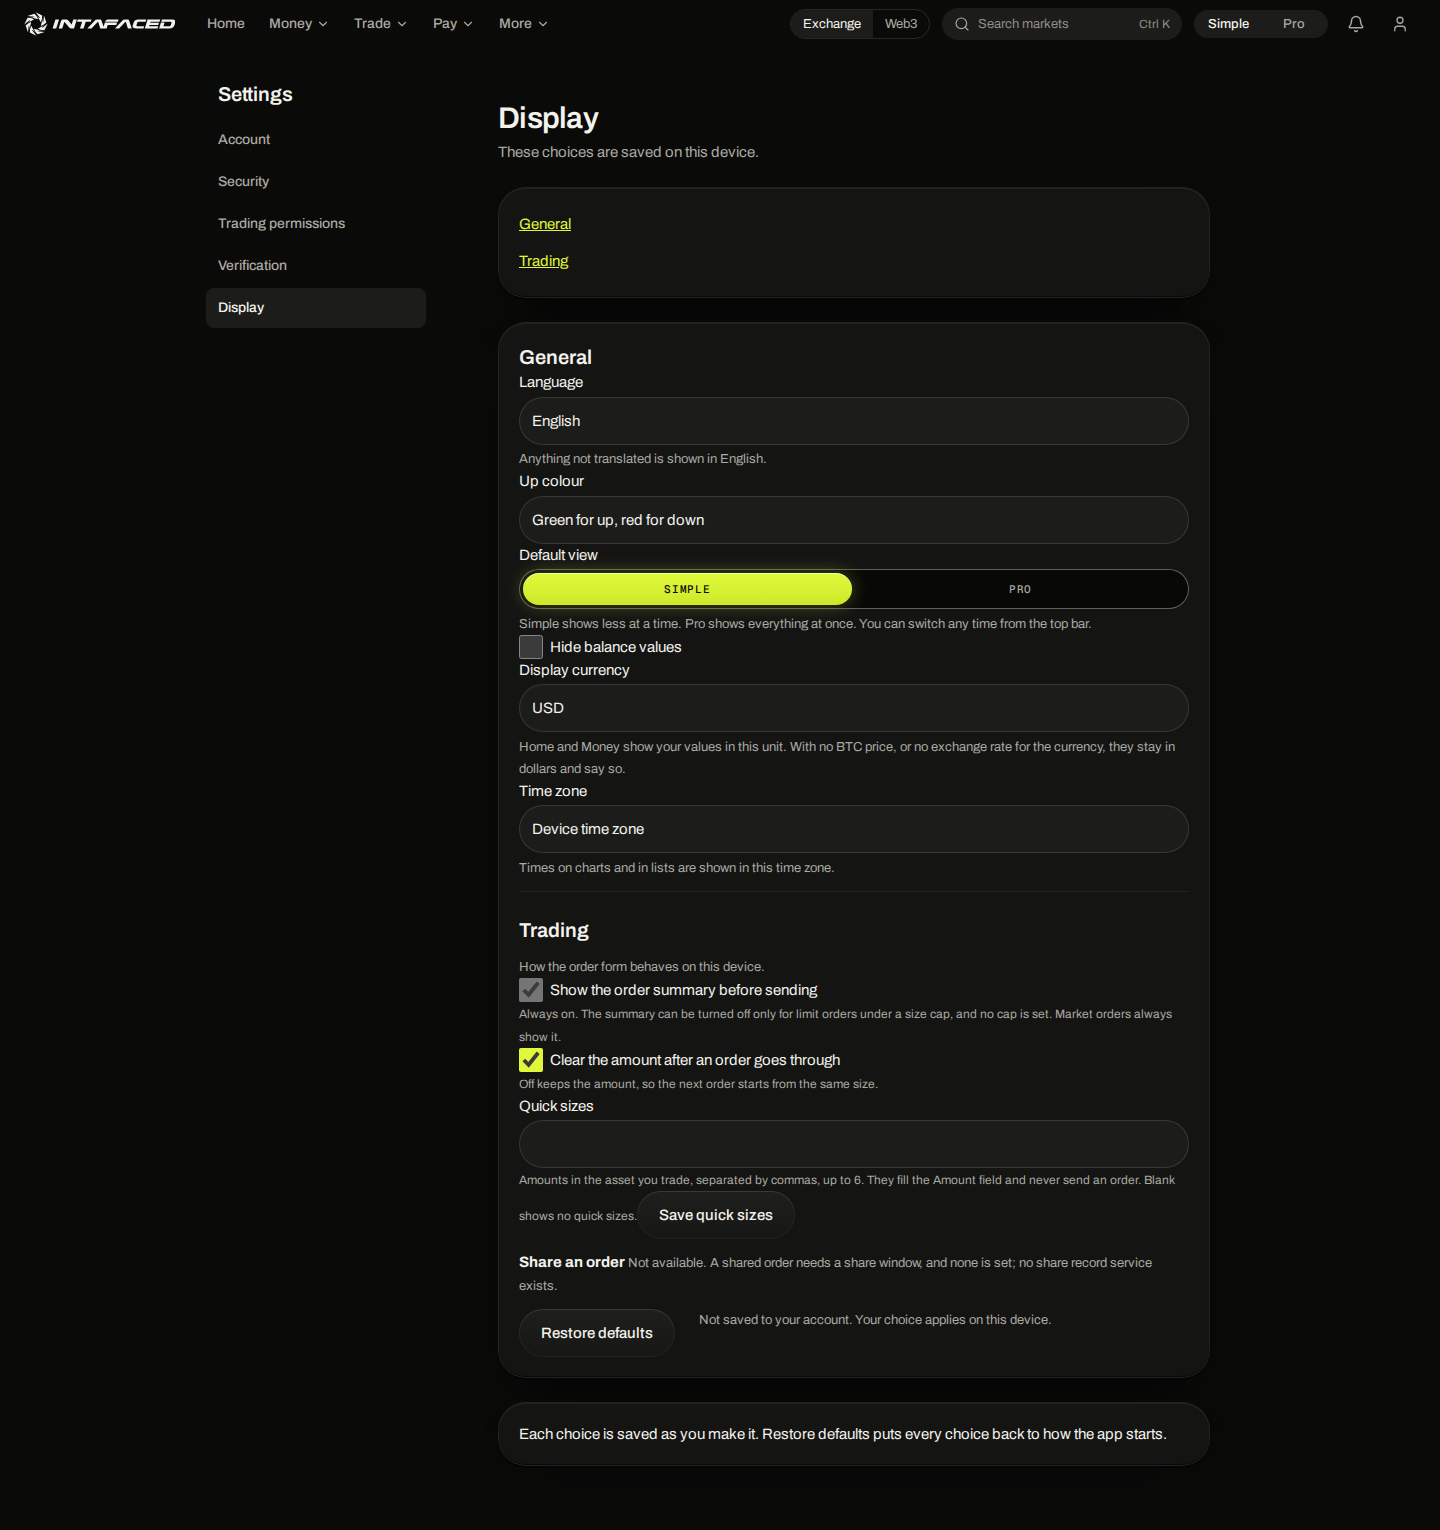 INTAFACED
Home
Money
Trade
Pay
More
Exchange
Web3
Search markets
Ctrl K
Simple
Pro
Settings
Account
Security
Trading permissions
Verification
Display
Display
These choices are saved on this device.
General
Trading
General
Language
English
Anything not translated is shown in English.
Up colour
Green for up, red for down
Default view
SIMPLE
PRO
Simple shows less at a time. Pro shows everything at once. You can switch any time from the top bar.
Hide balance values
Display currency
USD
Home and Money show your values in this unit. With no BTC price, or no exchange rate for the currency, they stay in
dollars and say so.
Time zone
Device time zone
Times on charts and in lists are shown in this time zone.
Trading
How the order form behaves on this device.
Show the order summary before sending
Always on. The summary can be turned off only for limit orders under a size cap, and no cap is set. Market orders always
show it.
Clear the amount after an order goes through
Off keeps the amount, so the next order starts from the same size.
Quick sizes
Amounts in the asset you trade, separated by commas, up to 6. They fill the Amount field and never send an order. Blank
shows no quick sizes.
Save quick sizes
Share an order Not available. A shared order needs a share window, and none is set; no share record service
exists.
Restore defaults
Not saved to your account. Your choice applies on this device.
Each choice is saved as you make it. Restore defaults puts every choice back to how the app starts.